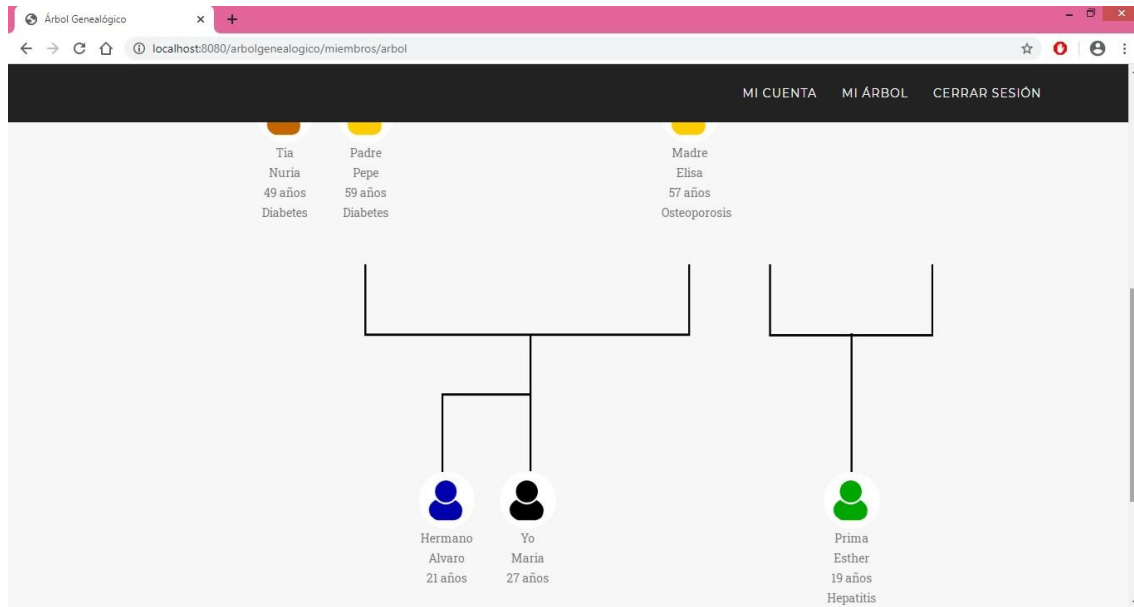 Árbol Genealógico
localhost:8080/arbolgenealogico/miembros/arbol
MI CUENTA MI ÁRBOL CERRAR SESIÓN
Tia
Nuria
49 años
Diabetes
Padre
Pepe
59 años
Diabetes
Madre
Elisa
57 años
Osteoporosis
Hermano
Alvaro
21 años
Yo
Maria
27 años
Prima
Esther
19 años
Hepatitis